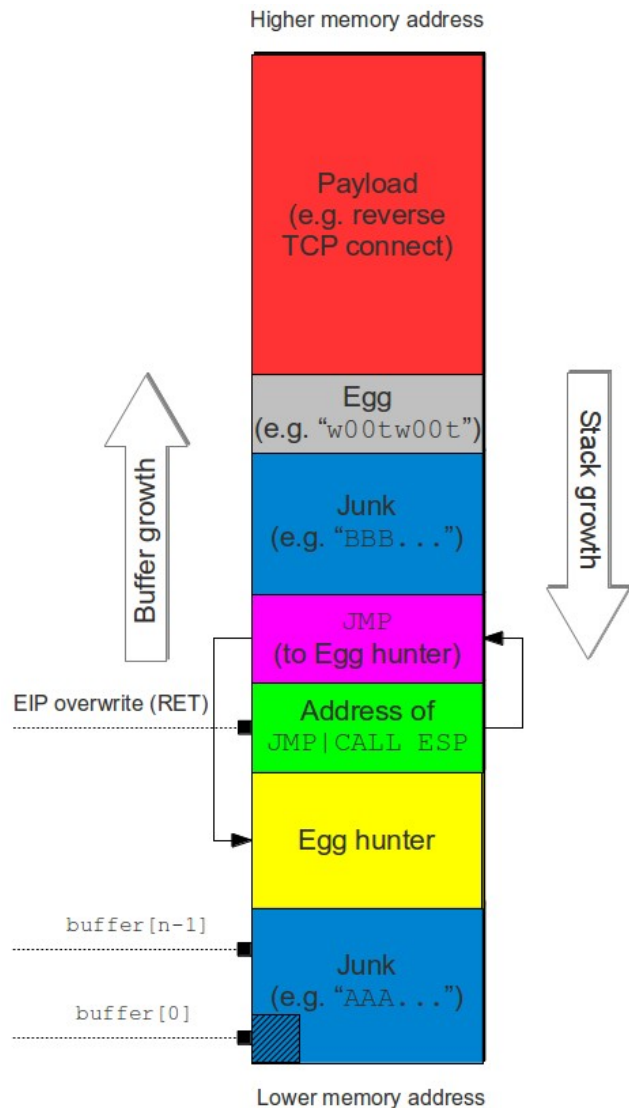 Higher memory address
Payload
(e.g. reverse
TCP connect)
Egg
(e.g. “w00tw00t”)
Buffer growth
Stack growth
Junk
(e.g. “BBB...”)
JMP
(to Egg hunter)
EIP overwrite (RET)
Address of
JMP|CALL ESP
Egg hunter
buffer[n-1]
Junk
(e.g. “AAA...”)
buffer[0]
Lower memory address